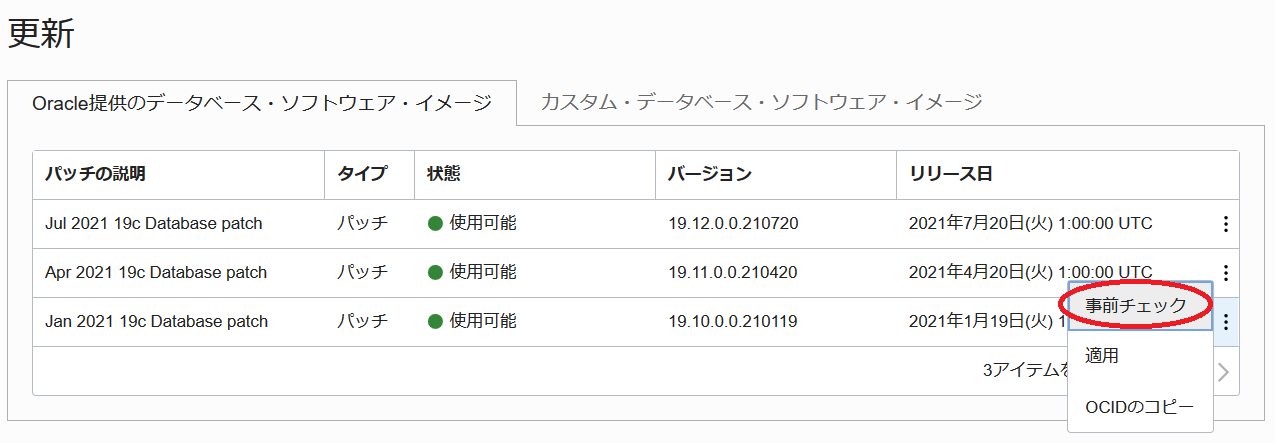 更新
Oracle提供のデータベース・ソフトウェア・イメージ カスタム・データベース・ソフトウェア・イメージ
パッチの説明 タイプ 状態 バージョン リリース日
Jul 2021 19c Database patch パッチ 使用可能 19.12.0.0.210720 2021年7月20日(火) 1:00:00 UTC
Apr 2021 19c Database patch パッチ 使用可能 19.11.0.0.210420 2021年4月20日(火) 1:00:00 UTC
事前チェック
Jan 2021 19c Database patch パッチ 使用可能 19.10.0.0.210119 2021年1月19日(火) 1
適用
3アイテムを
OCIDのコピー